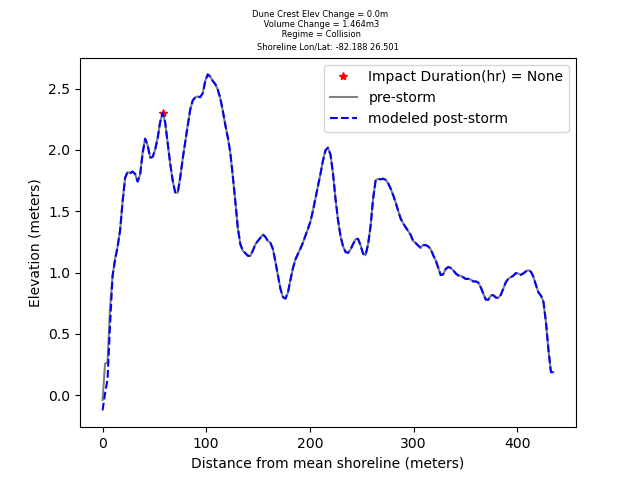 Dune Crest Elev Change = 0.0m
Volume Change = 1.464m3
Regime = Collision
Shoreline Lon/Lat: -82.188 26.501
Impact Duration(hr) = None
pre-storm
modeled post-storm
Elevation (meters)
2.5
2.0
1.5
1.0
0.5
0.0
0 100 200 300 400
Distance from mean shoreline (meters)